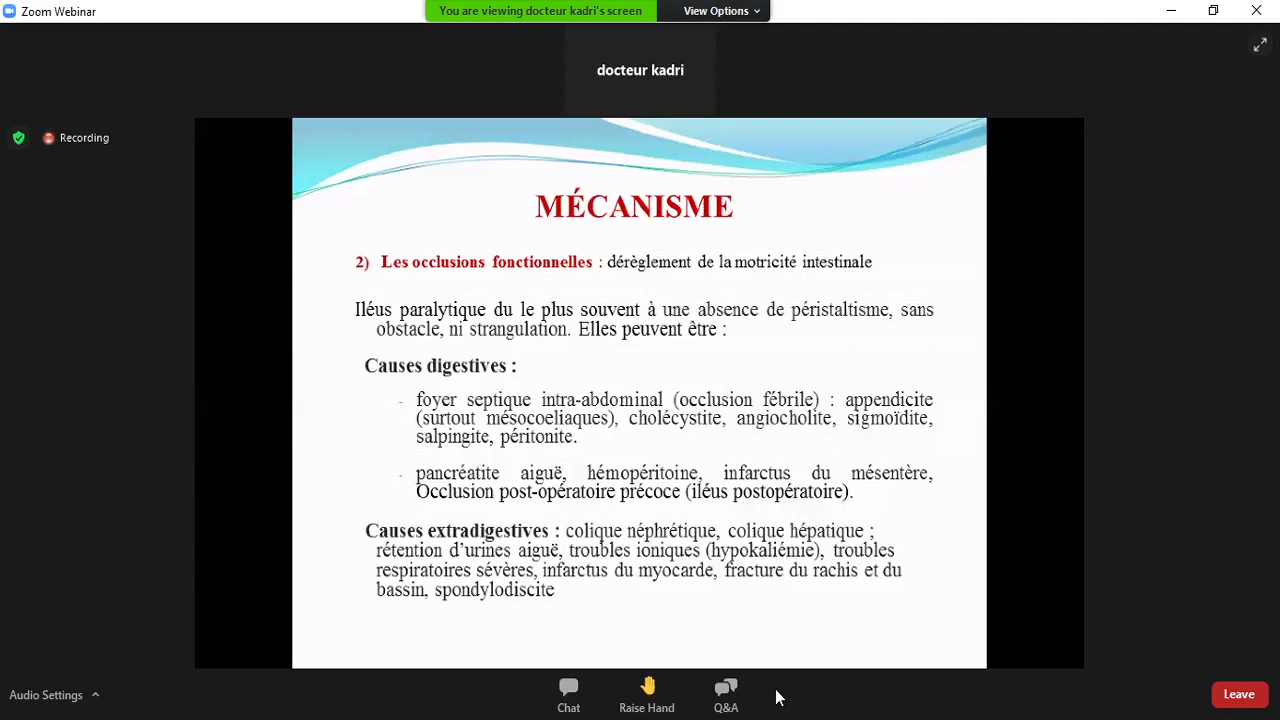 Zoom Webinar
You are viewing docteur kadri's screen
View Options
docteur kadri
Recording
MÉCANISME
2) Les occlusions fonctionnelles : dérèglement de la motricité intestinale
Iléus paralytique du le plus souvent à une absence de péristaltisme, sans
obstacle, ni strangulation. Elles peuvent être :
Causes digestives :
- foyer septique intra-abdominal (occlusion fébrile) : appendicite
(surtout mésocoeliaques), cholécystite, angiocholite, sigmoïdite,
salpingite, péritonite.
- pancréatite aiguë, hémopéritoine, infarctus du mésentère,
Occlusion post-opératoire précoce (iléus postopératoire).
Causes extradigestives : colique néphrétique, colique hépatique ;
rétention d'urines aiguë, troubles ioniques (hypokaliémie), troubles
respiratoires sévères, infarctus du myocarde, fracture du rachis et du
bassin, spondylodiscite
Audio Settings
Chat
Raise Hand
Q&A
Leave